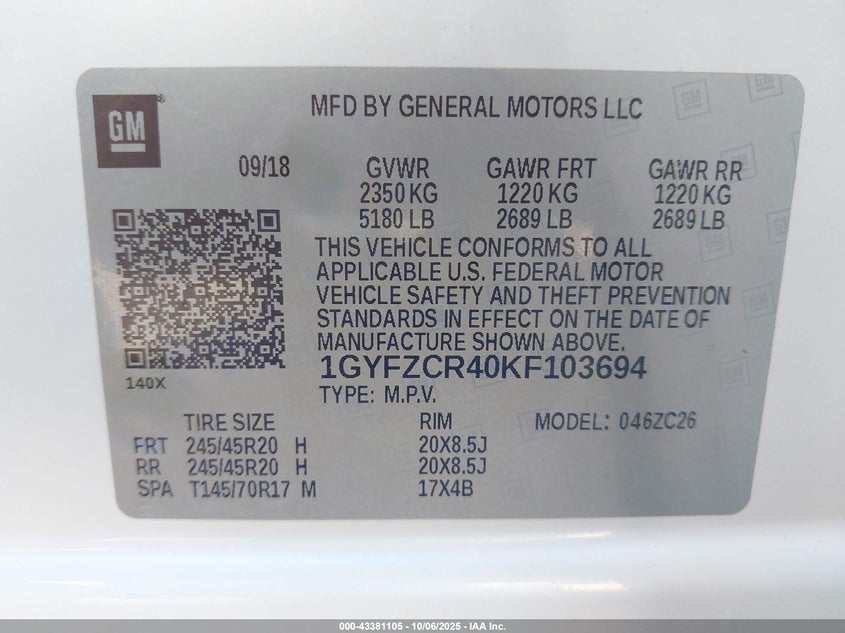 GM ®
MFD BY GENERAL MOTORS LLC
09/18 GVWR GAWR FRT GAWR RR
2350 KG 1220 KG 1220 KG
5180 LB 2689 LB 2689 LB
THIS VEHICLE CONFORMS TO ALL
APPLICABLE U.S. FEDERAL MOTOR
VEHICLE SAFETY AND THEFT PREVENTION
STANDARDS IN EFFECT ON THE DATE OF
MANUFACTURE SHOWN ABOVE.
1GYFZCR40KF103694
140X
TYPE: M.P.V.
TIRE SIZE RIM MODEL: 046ZC26
FRT 245/45R20 H 20X8.5J
RR 245/45R20 H 20X8.5J
SPA T145/70R17 M 17X4B
000-43381105 - 10/06/2025 - IAA Inc.